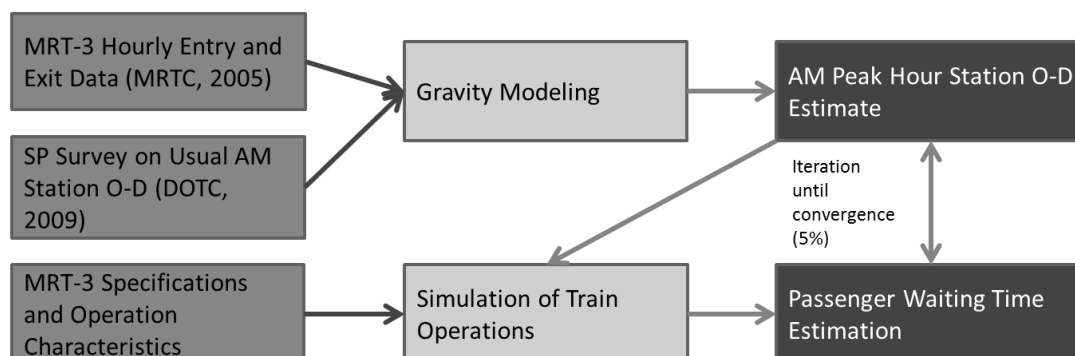 MRT-3 Hourly Entry and
Exit Data (MRTC, 2005)
SP Survey on Usual AM
Station O-D (DOTC,
2009)
MRT-3 Specifications
and Operation
Characteristics
Gravity Modeling
Simulation of Train
Operations
AM Peak Hour Station O-D
Estimate
Iteration
until
convergence
(5%)
Passenger Waiting Time
Estimation